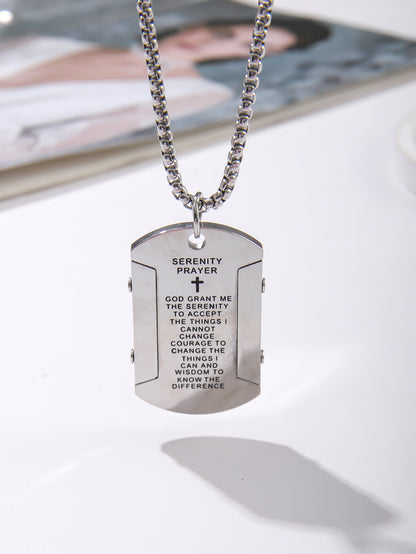 SERENITY
PRAYER
GOD GRANT ME
THE SERENITY
TO ACCEPT
THE THINGS I
CANNOT
CHANGE
COURAGE TO
CHANGE THE
THINGS I
CAN AND
WISDOM TO
KNOW THE
DIFFERENCE